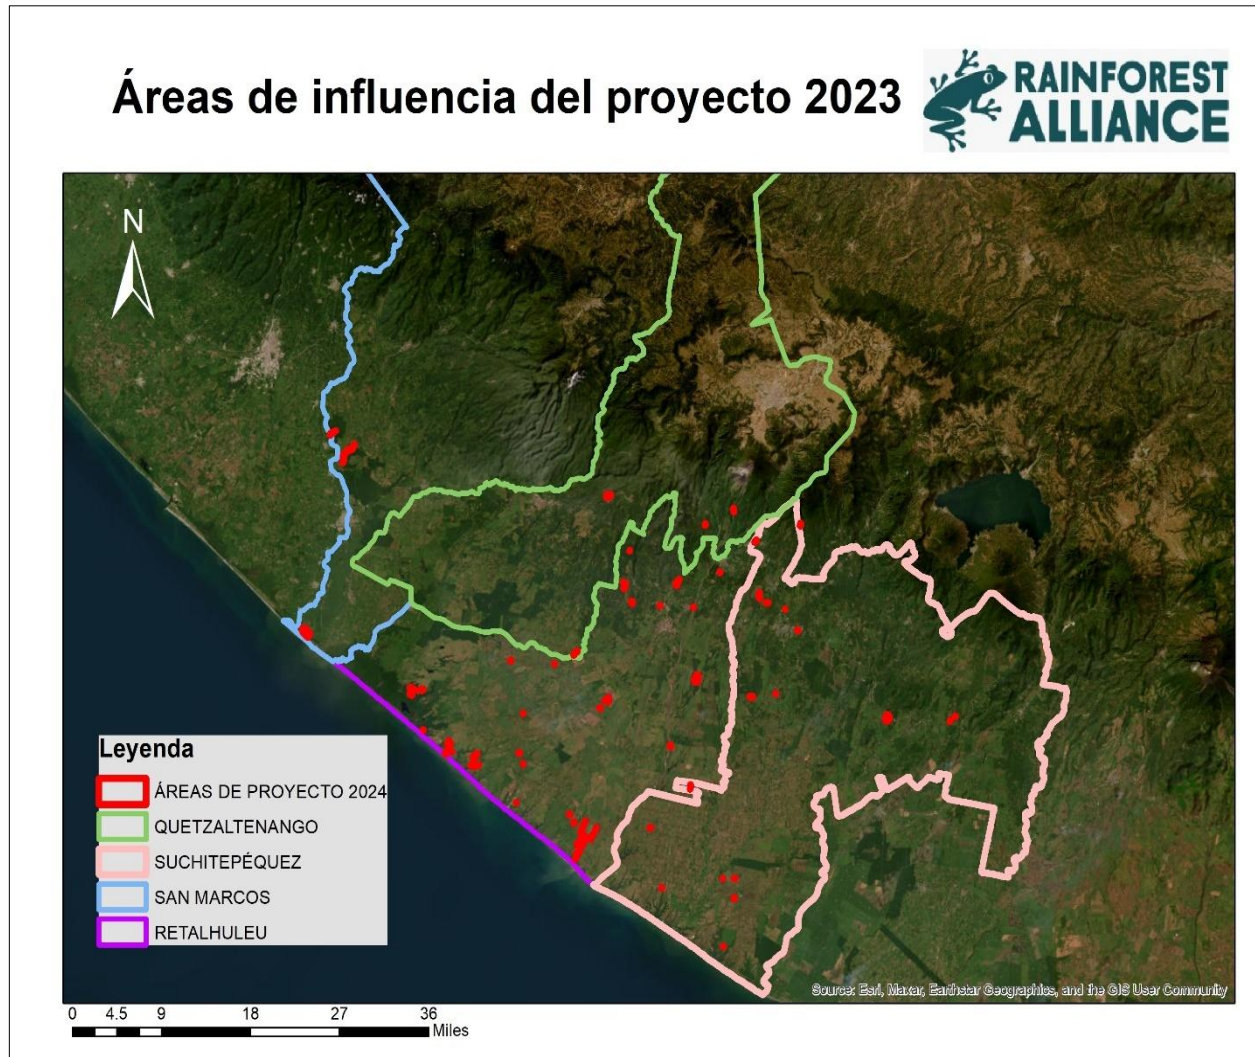 Áreas de influencia del proyecto 2023
RAINFOREST
ALLIANCE
N
Leyenda
ÁREAS DE PROYECTO 2024
QUETZALTENANGO
SUCHITEPÉQUEZ
SAN MARCOS
RETALHULEU
Source: Esri, Maxar, Earthstar Geographics, and the GIS User Community
0 4.5 9 18 27 36
Miles